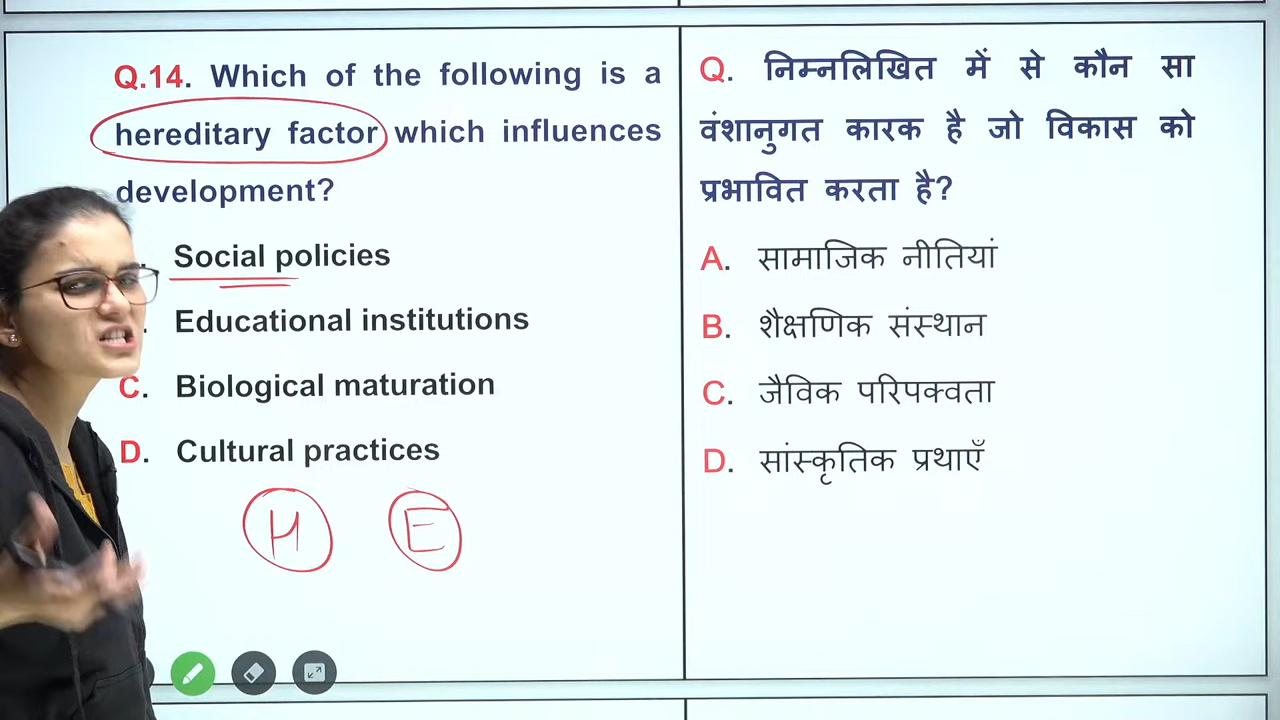 Q.14. Which of the following is a
hereditary factor which influences
development?
Social policies
Educational institutions
C. Biological maturation
D. Cultural practices
H E
Q. निम्नलिखित में से कौन सा
वंशानुगत कारक है जो विकास को
प्रभावित करता है?
A. सामाजिक नीतियां
B. शैक्षणिक संस्थान
C. जैविक परिपक्वता
D. सांस्कृतिक प्रथाएँ